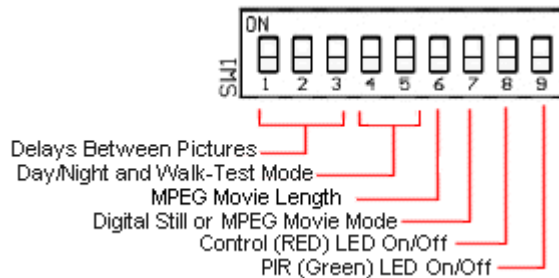 ON
SW1
1 2 3 4 5 6 7 8 9
Delays Between Pictures
Day/Night and Walk-Test Mode
MPEG Movie Length
Digital Still or MPEG Movie Mode
Control (RED) LED On/Off
PIR (Green) LED On/Off